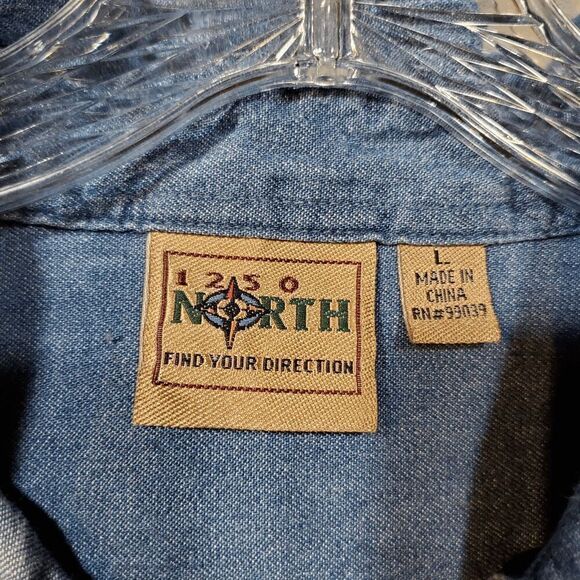 1250
NORTH
FIND YOUR DIRECTION
L
MADE IN
CHINA
RN#93039